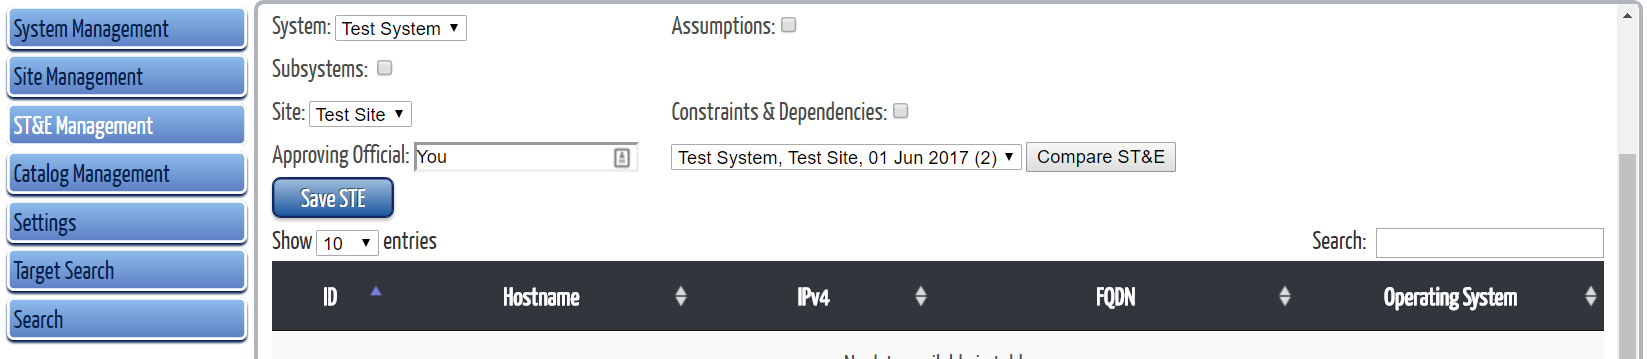 System Management
Site Management
ST&E Management
Catalog Management
Settings
Target Search
Search
System: Test System
Assumptions:
Subsystems:
Site: Test Site
Constraints & Dependencies:
Approving Official: You
Test System, Test Site, 01 Jun 2017 (2) Compare ST&E
Save STE
Show 10 entries
Search:
ID Hostname IPv4 FQDN Operating System